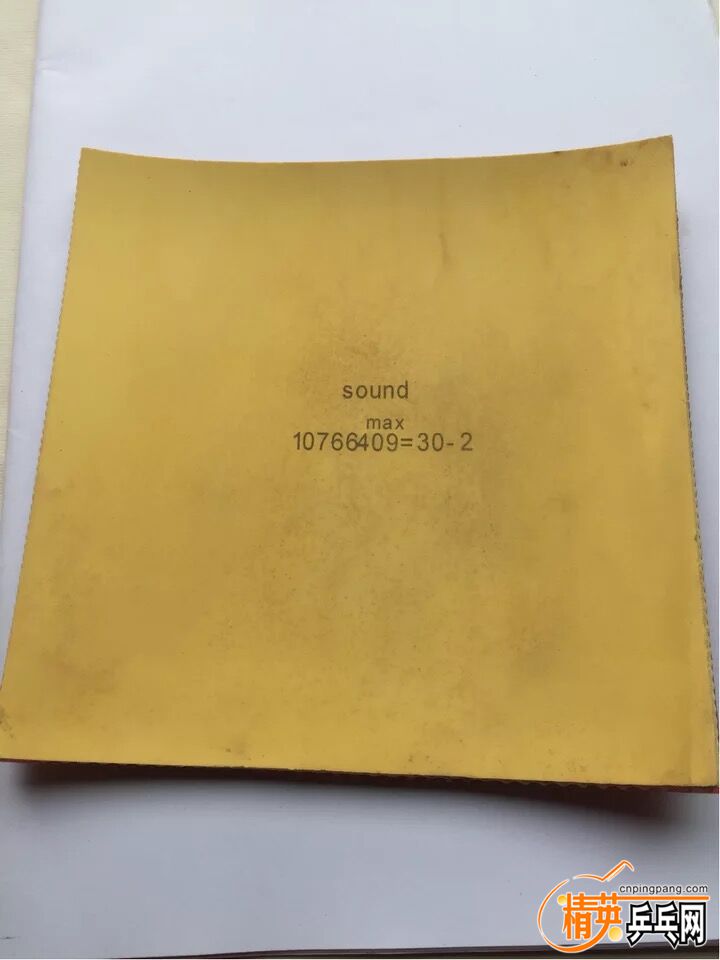 sound
max
10766409=30-2
cnpingpang.com
精英乒乓网